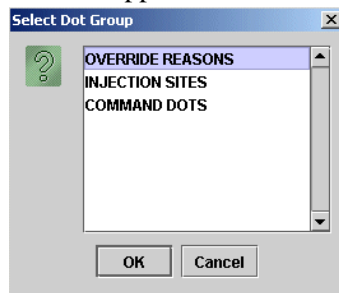 Select Dot Group
OVERRIDE REASONS
INJECTION SITES
COMMAND DOTS
OK
Cancel